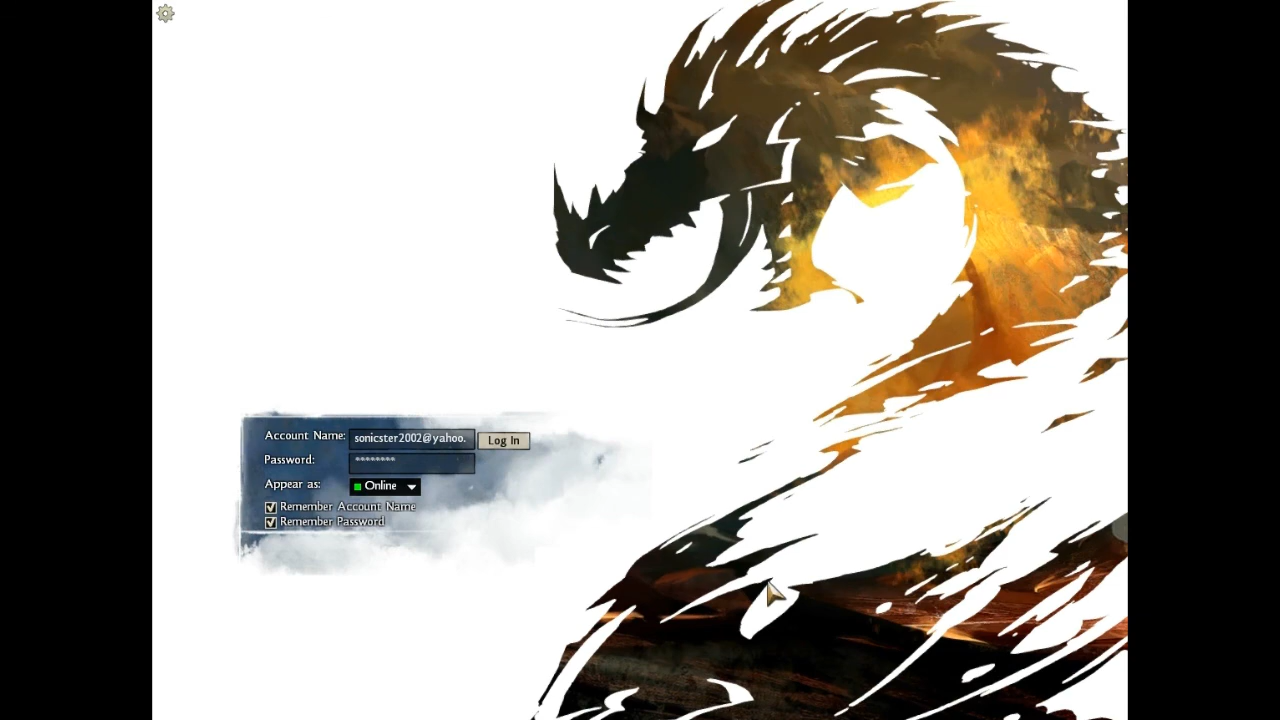 Account Name: sonicster2002@yahoo. Log In
Password: ********
Appear as: Online
Remember Account Name
Remember Password